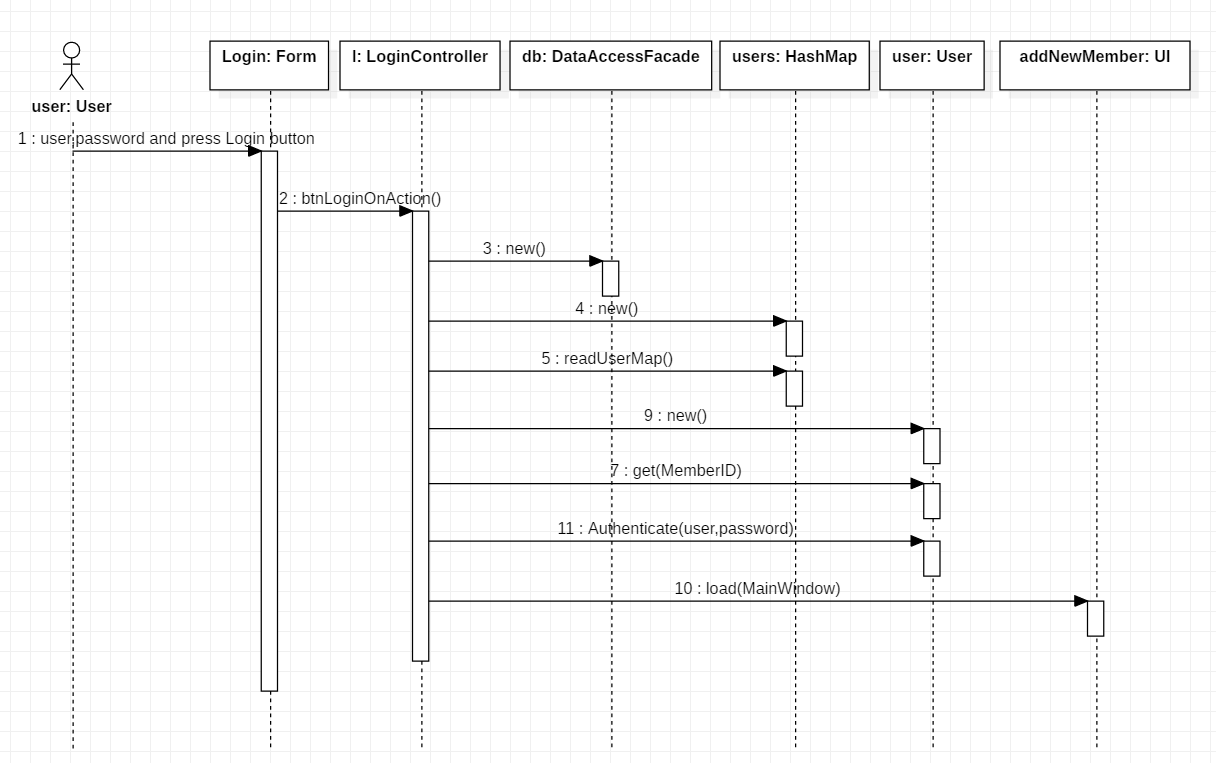 Login: Form
l: LoginController
db: DataAccessFacade
users: HashMap
user: User
addNewMember: UI
user: User
1 : user,password and press Login button
2 : btnLoginOnAction()
3 : new()
4 : new()
5 : readUserMap()
9 : new()
7 : get(MemberID)
11 : Authenticate(user,password)
10 : load(MainWindow)